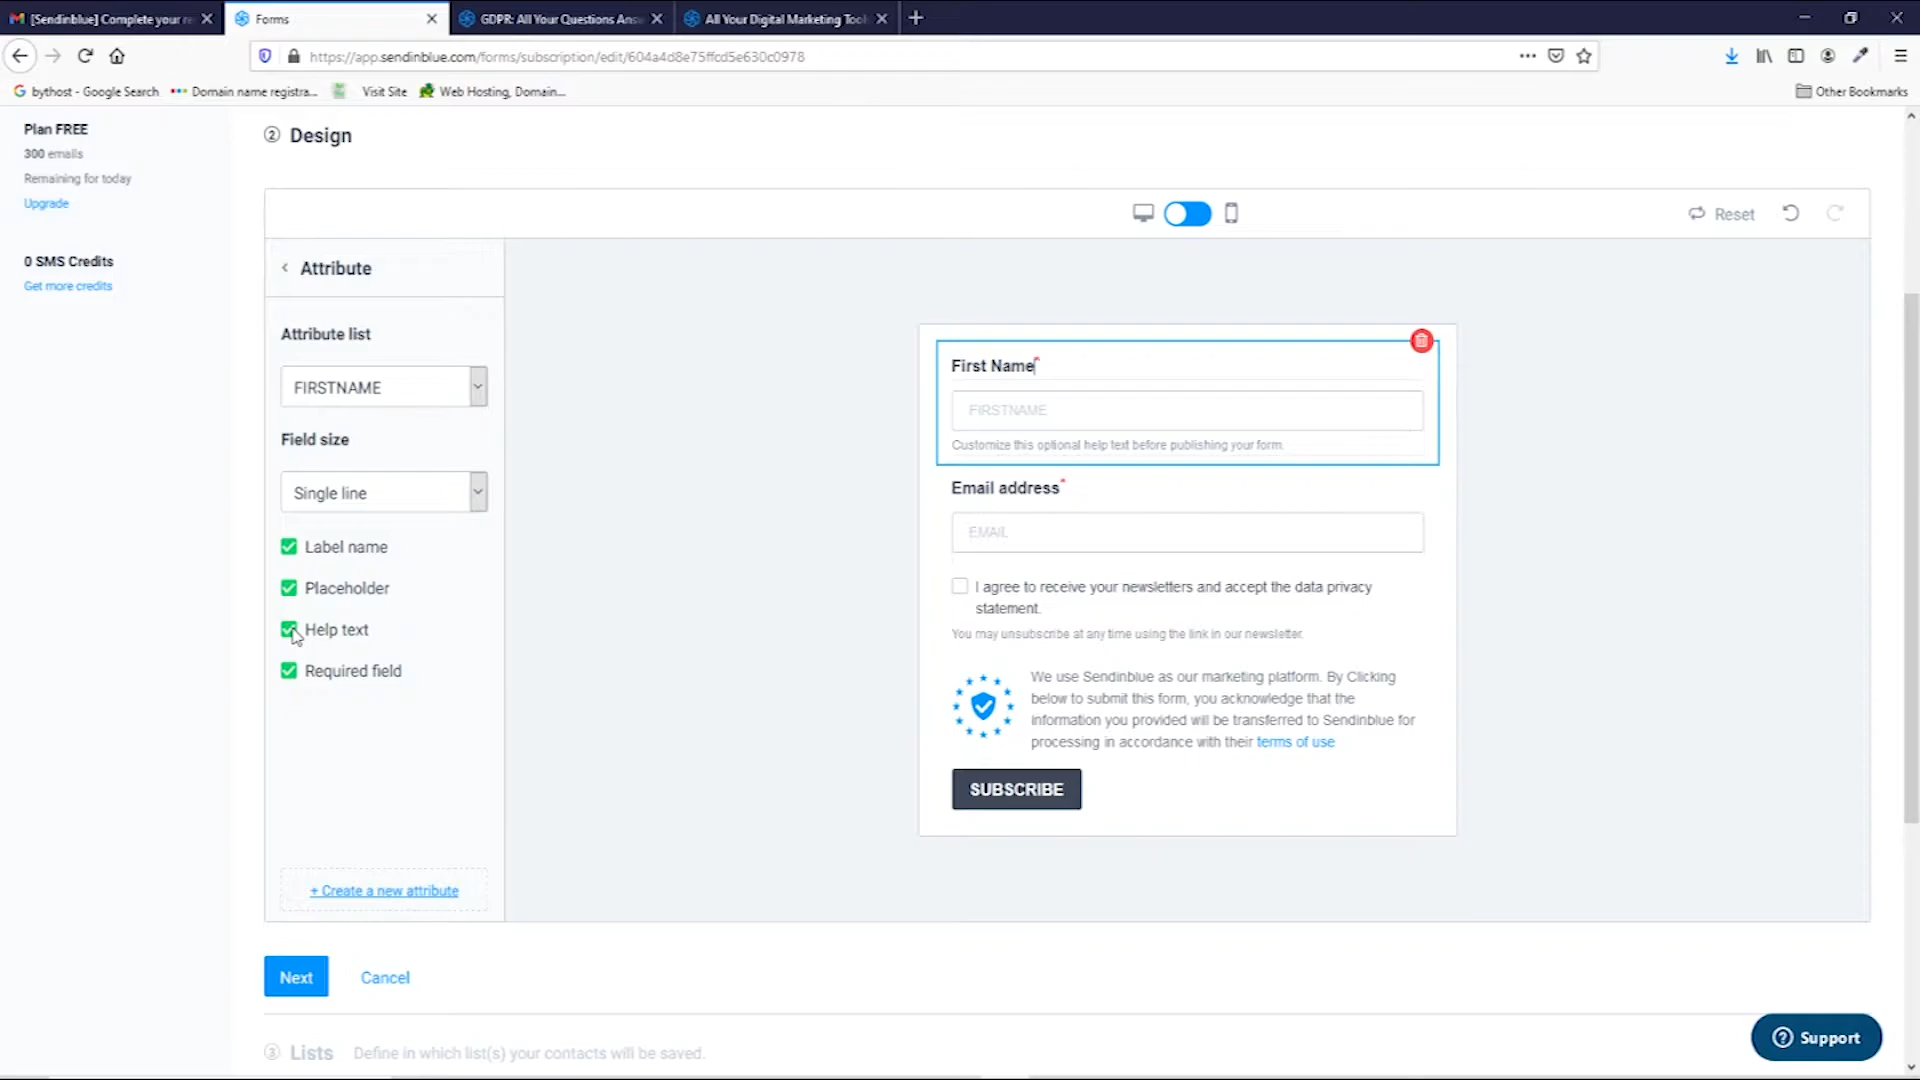 [Sendinblue] Complete your re
Forms
GDPR: All Your Questions Ans
All Your Digital Marketing Tool
https://app.sendinblue.com/forms/subscription/edit/604a4d8e75ffcd5e630c0978
bythost - Google Search
Domain name registra...
Visit Site
Web Hosting, Domain...
Other Bookmarks
Plan FREE
300 emails
Remaining for today
Upgrade
0 SMS Credits
Get more credits
2 Design
Reset
Attribute
Attribute list
FIRSTNAME
Field size
Single line
Label name
Placeholder
Help text
Required field
+ Create a new attribute
First Name*
FIRSTNAME
Customize this optional help text before publishing your form.
Email address*
EMAIL
I agree to receive your newsletters and accept the data privacy
statement.
You may unsubscribe at any time using the link in our newsletter.
We use Sendinblue as our marketing platform. By Clicking
below to submit this form, you acknowledge that the
information you provided will be transferred to Sendinblue for
processing in accordance with their terms of use
SUBSCRIBE
Next
Cancel
3 Lists Define in which list(s) your contacts will be saved.
Support